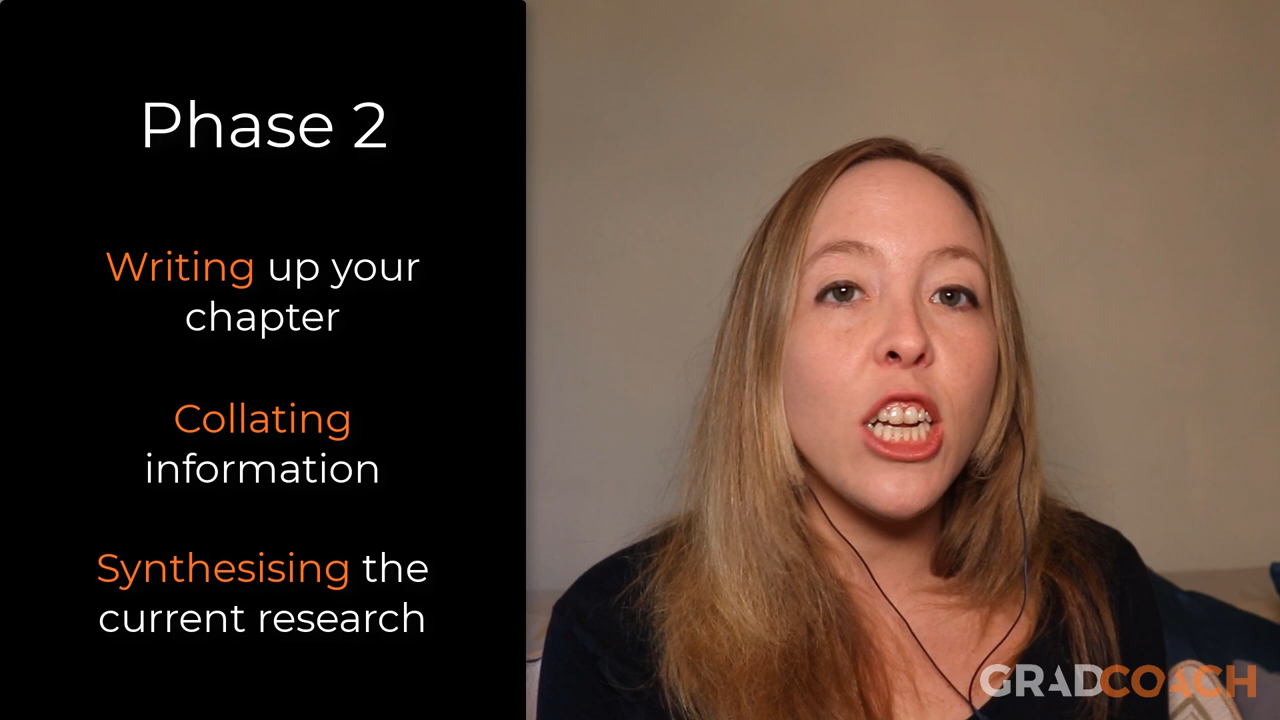 Phase 2
Writing up your
chapter
Collating
information
Synthesising the
current research
GRADCOACH